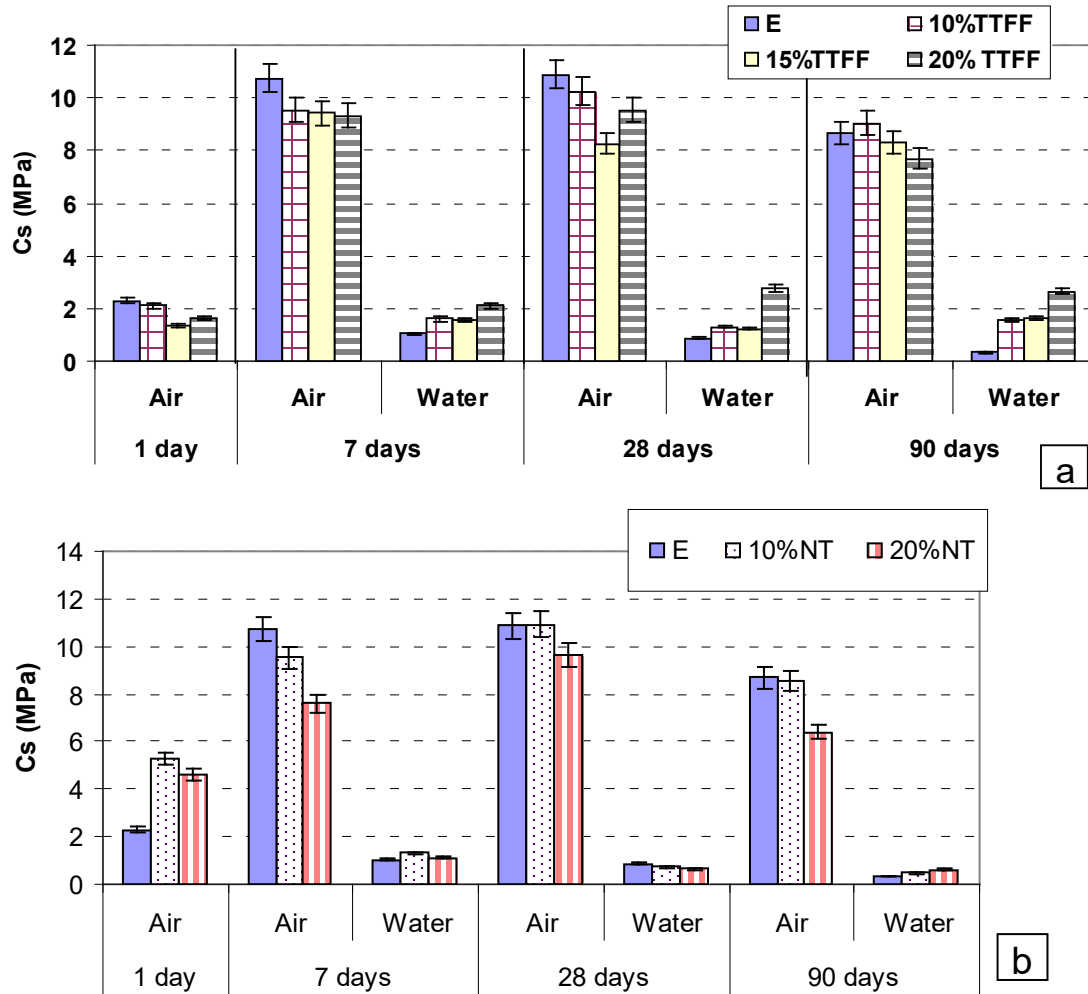 E 10%TTFF
15%TTFF 20% TTFF
12
10
8
6
4
2
0
Cs (MPa)
Air Air Water Air Water Air Water
1 day 7 days 28 days 90 days
a
E 10%NT 20%NT
14
12
10
8
6
4
2
0
Cs (MPa)
Air Air Water Air Water Air Water
1 day 7 days 28 days 90 days
b